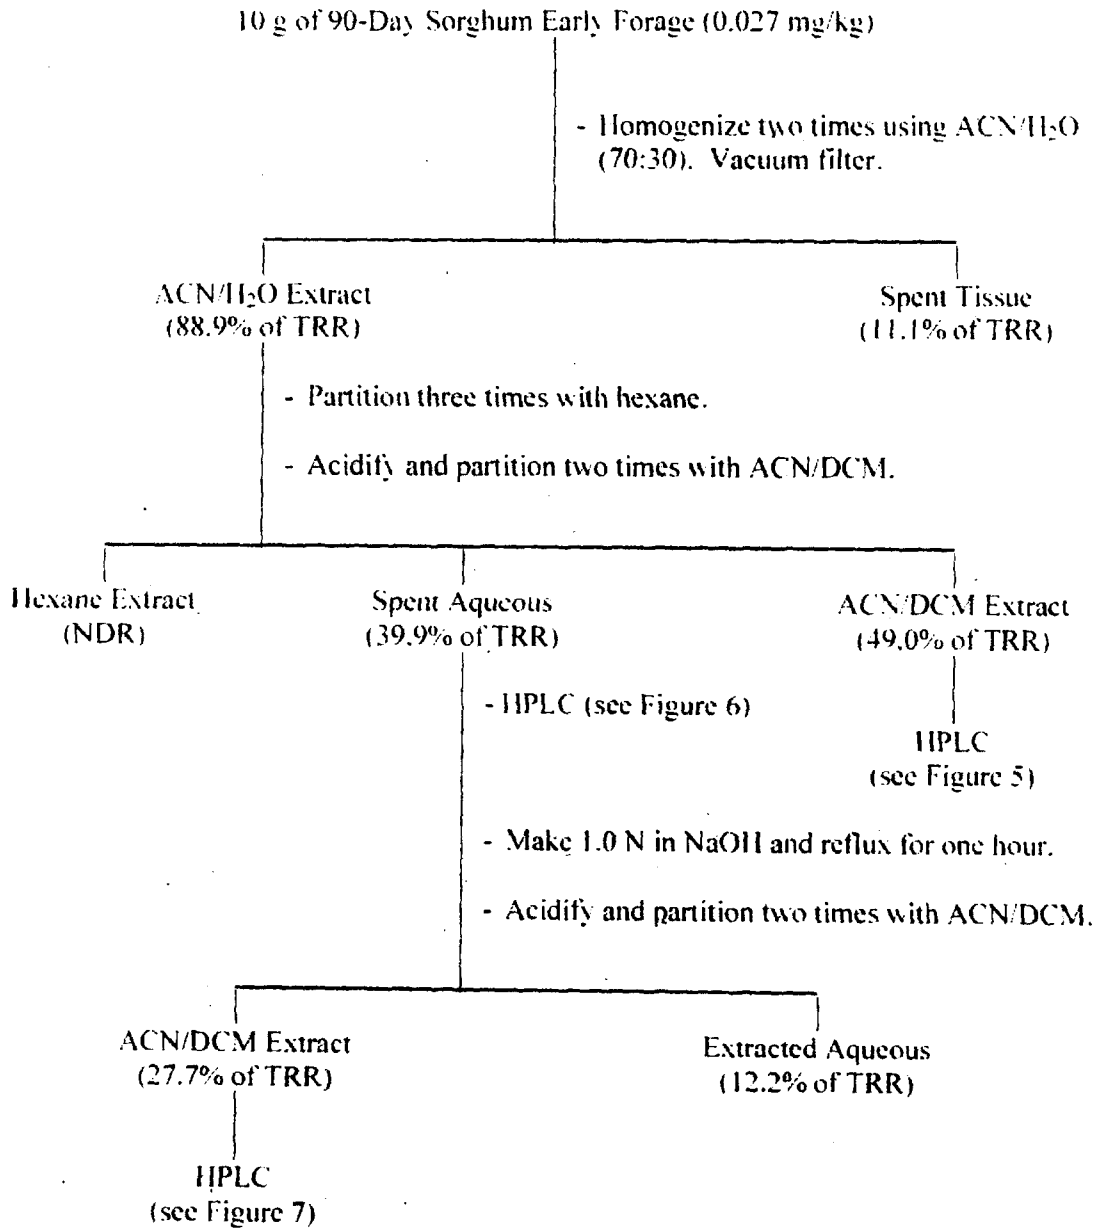 10 g of 90-Day Sorghum Early Forage (0.027 mg/kg)
- Homogenize two times using ACN/H₂O
(70:30). Vacuum filter.
ACN/H₂O Extract
(88.9% of TRR)
Spent Tissue
(11.1% of TRR)
- Partition three times with hexane.
- Acidify and partition two times with ACN/DCM.
Hexane Extract
(NDR)
Spent Aqueous
(39.9% of TRR)
ACN/DCM Extract
(49.0% of TRR)
- HPLC (see Figure 6)
HPLC
(see Figure 5)
- Make 1.0 N in NaOH and reflux for one hour.
- Acidify and partition two times with ACN/DCM.
ACN/DCM Extract
(27.7% of TRR)
Extracted Aqueous
(12.2% of TRR)
HPLC
(see Figure 7)